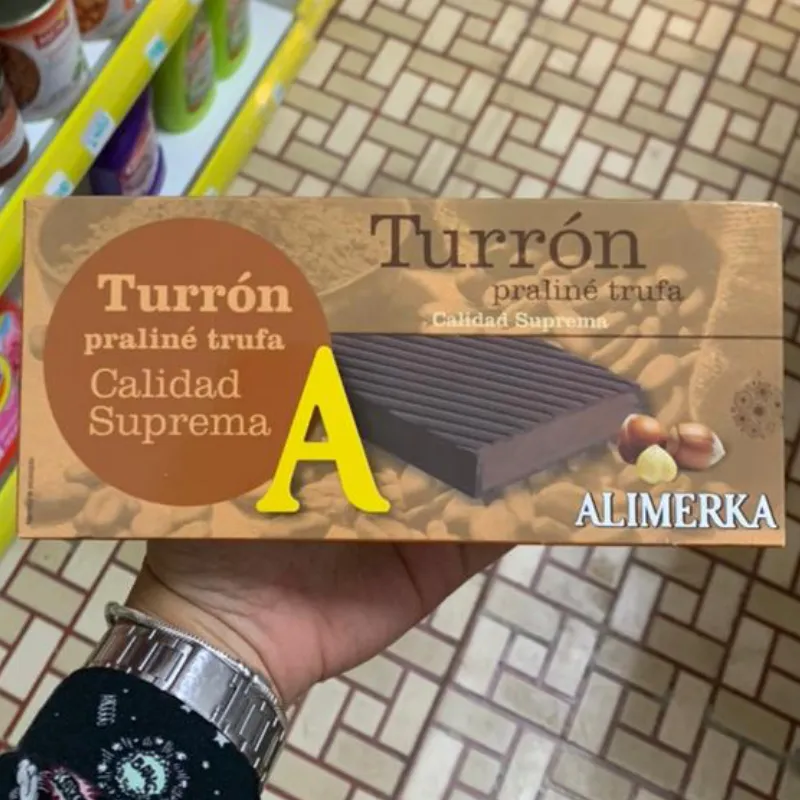 Turrón
praliné trufa
Calidad Suprema
Turrón
praliné trufa
Calidad
Suprema
A
ALIMERKA